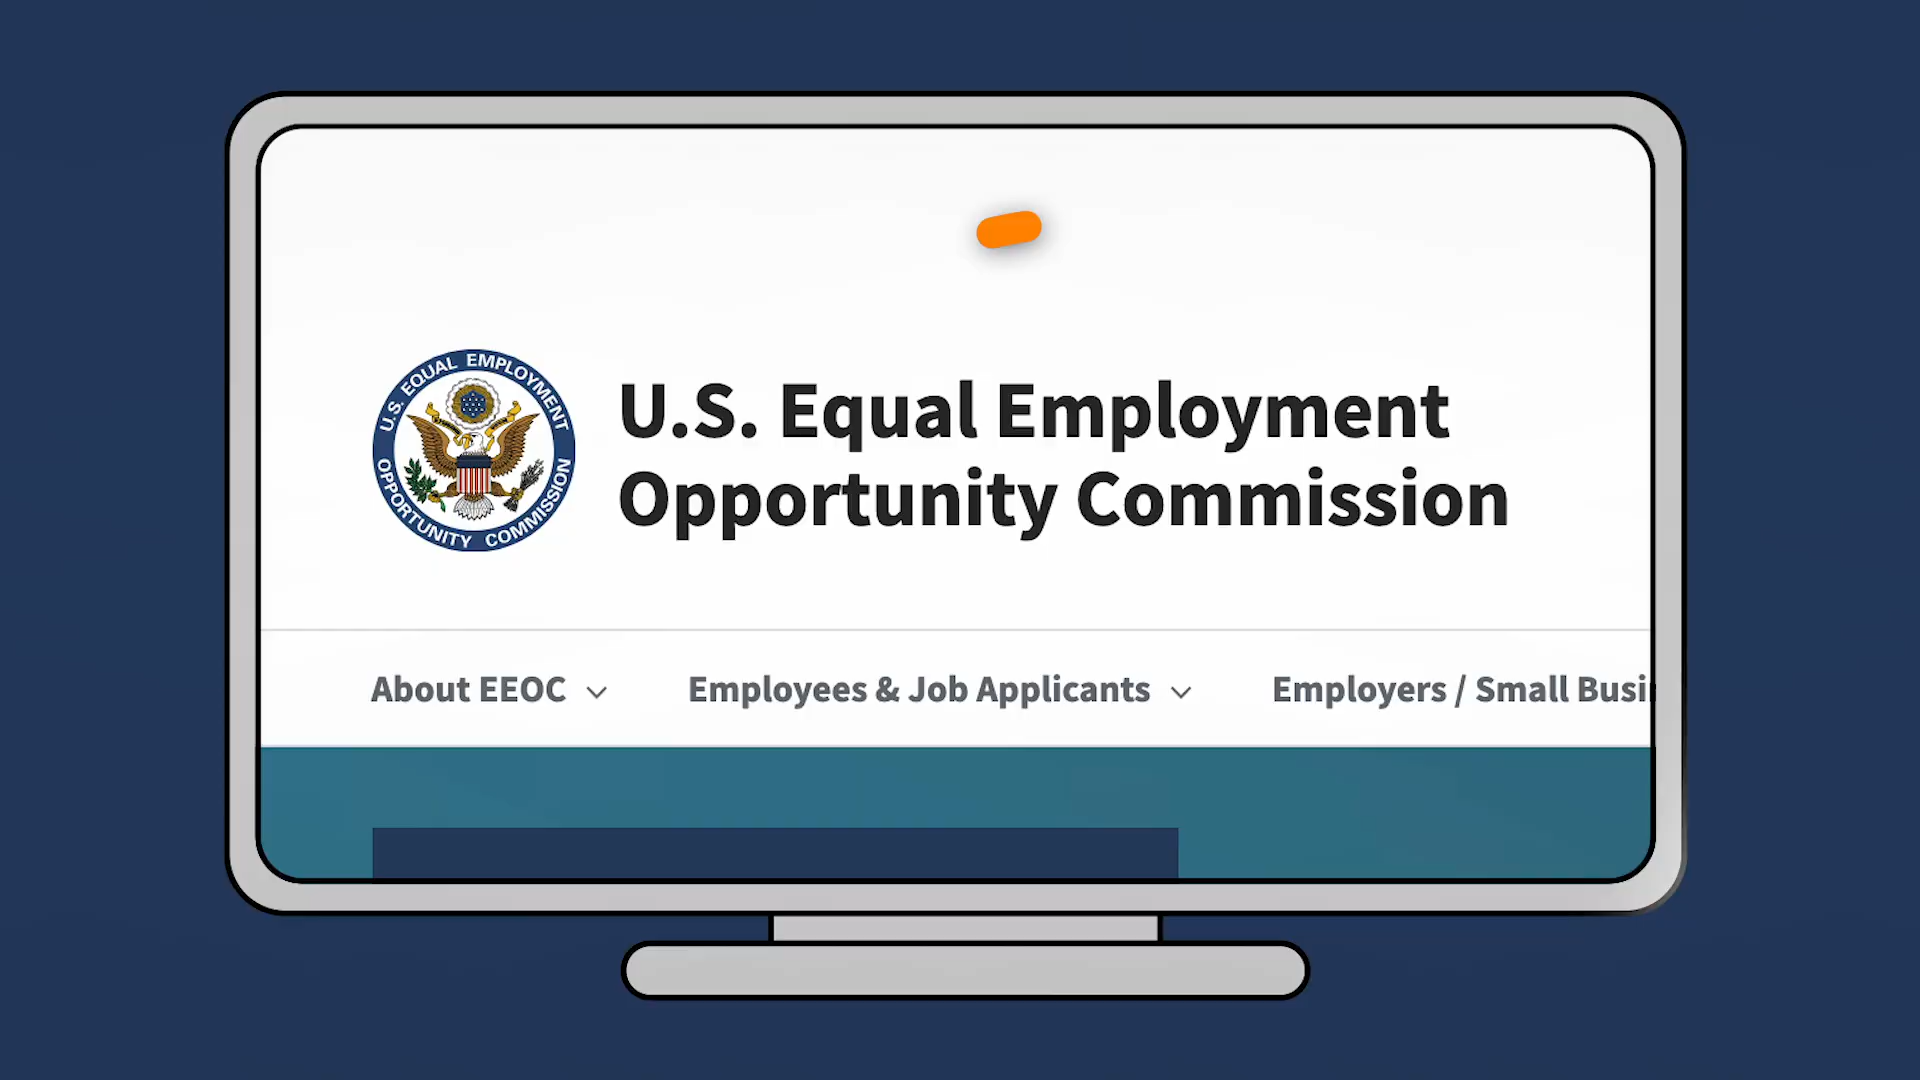 U.S. EQUAL EMPLOYMENT
OPPORTUNITY COMMISSION
U.S. Equal Employment
Opportunity Commission
About EEOC
Employees & Job Applicants
Employers / Small Busi